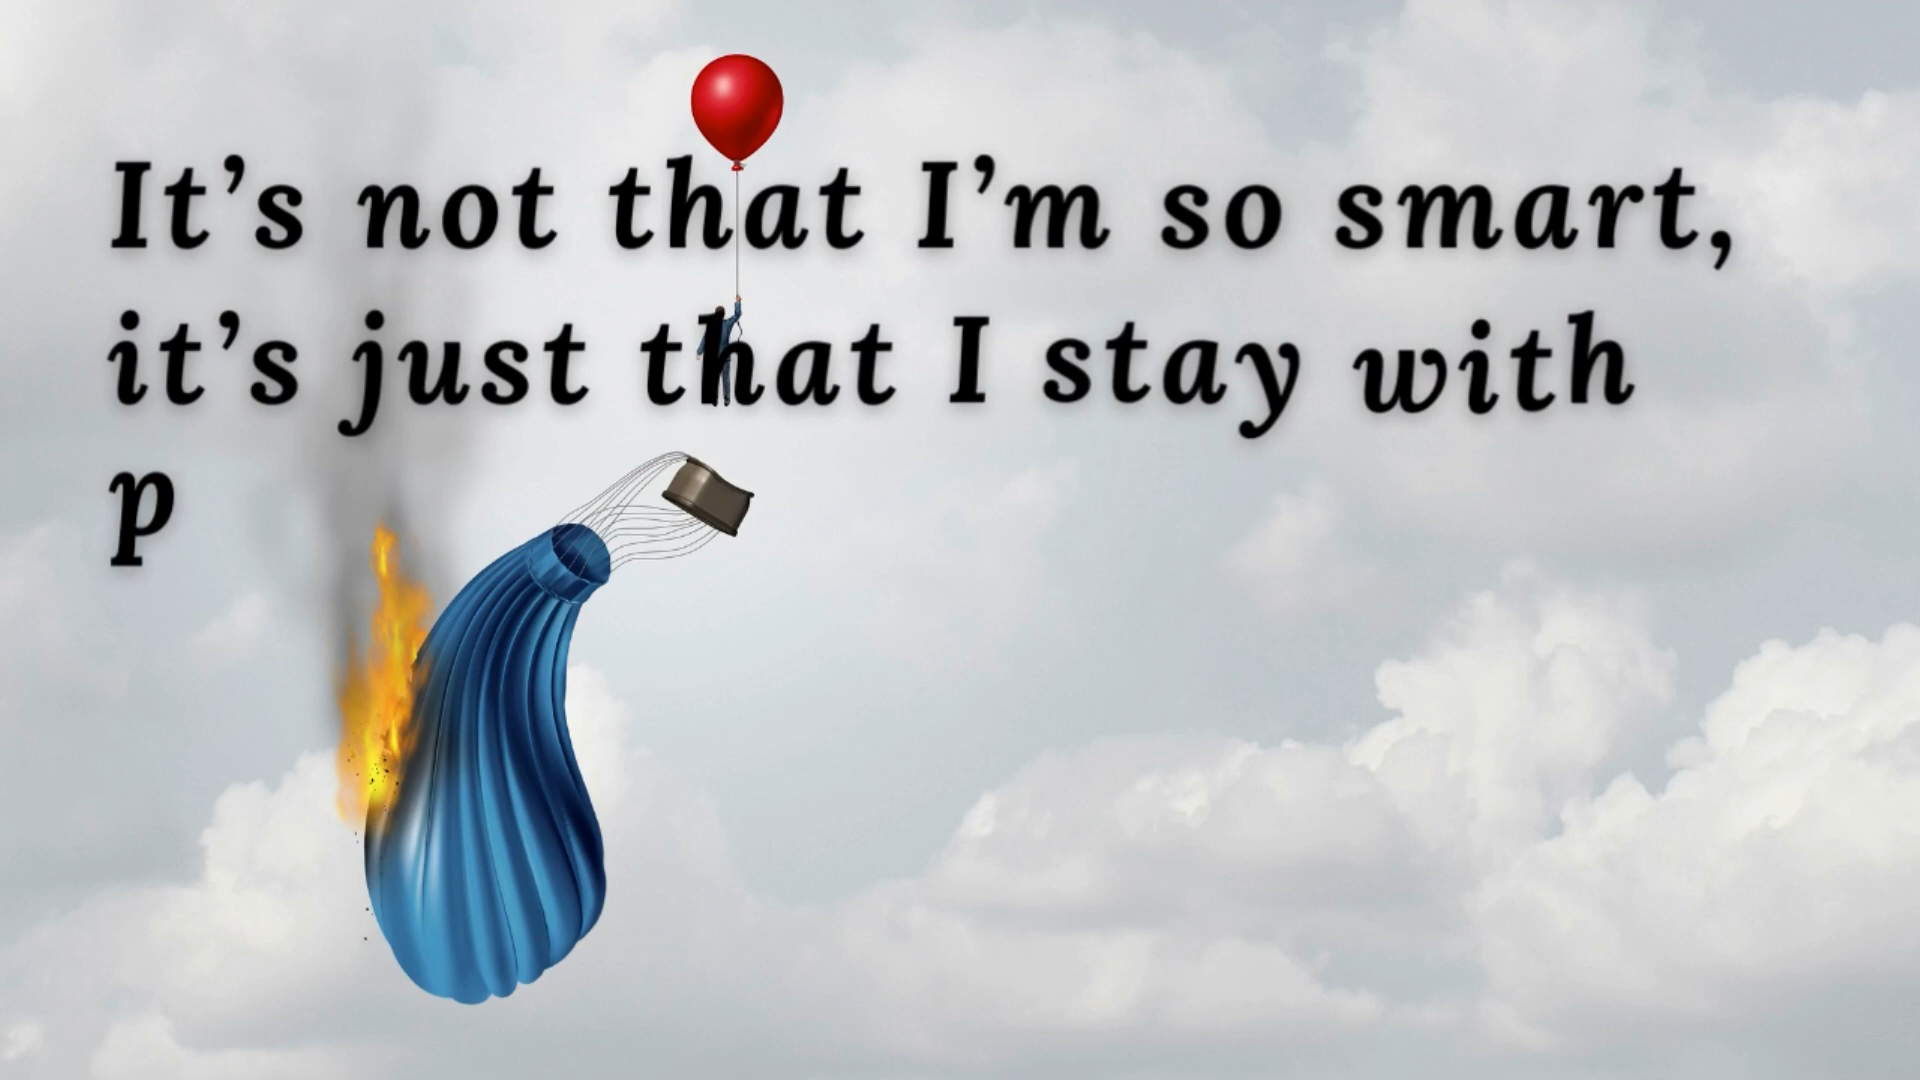 It’s not that I’m so smart,
it’s just that I stay with
p